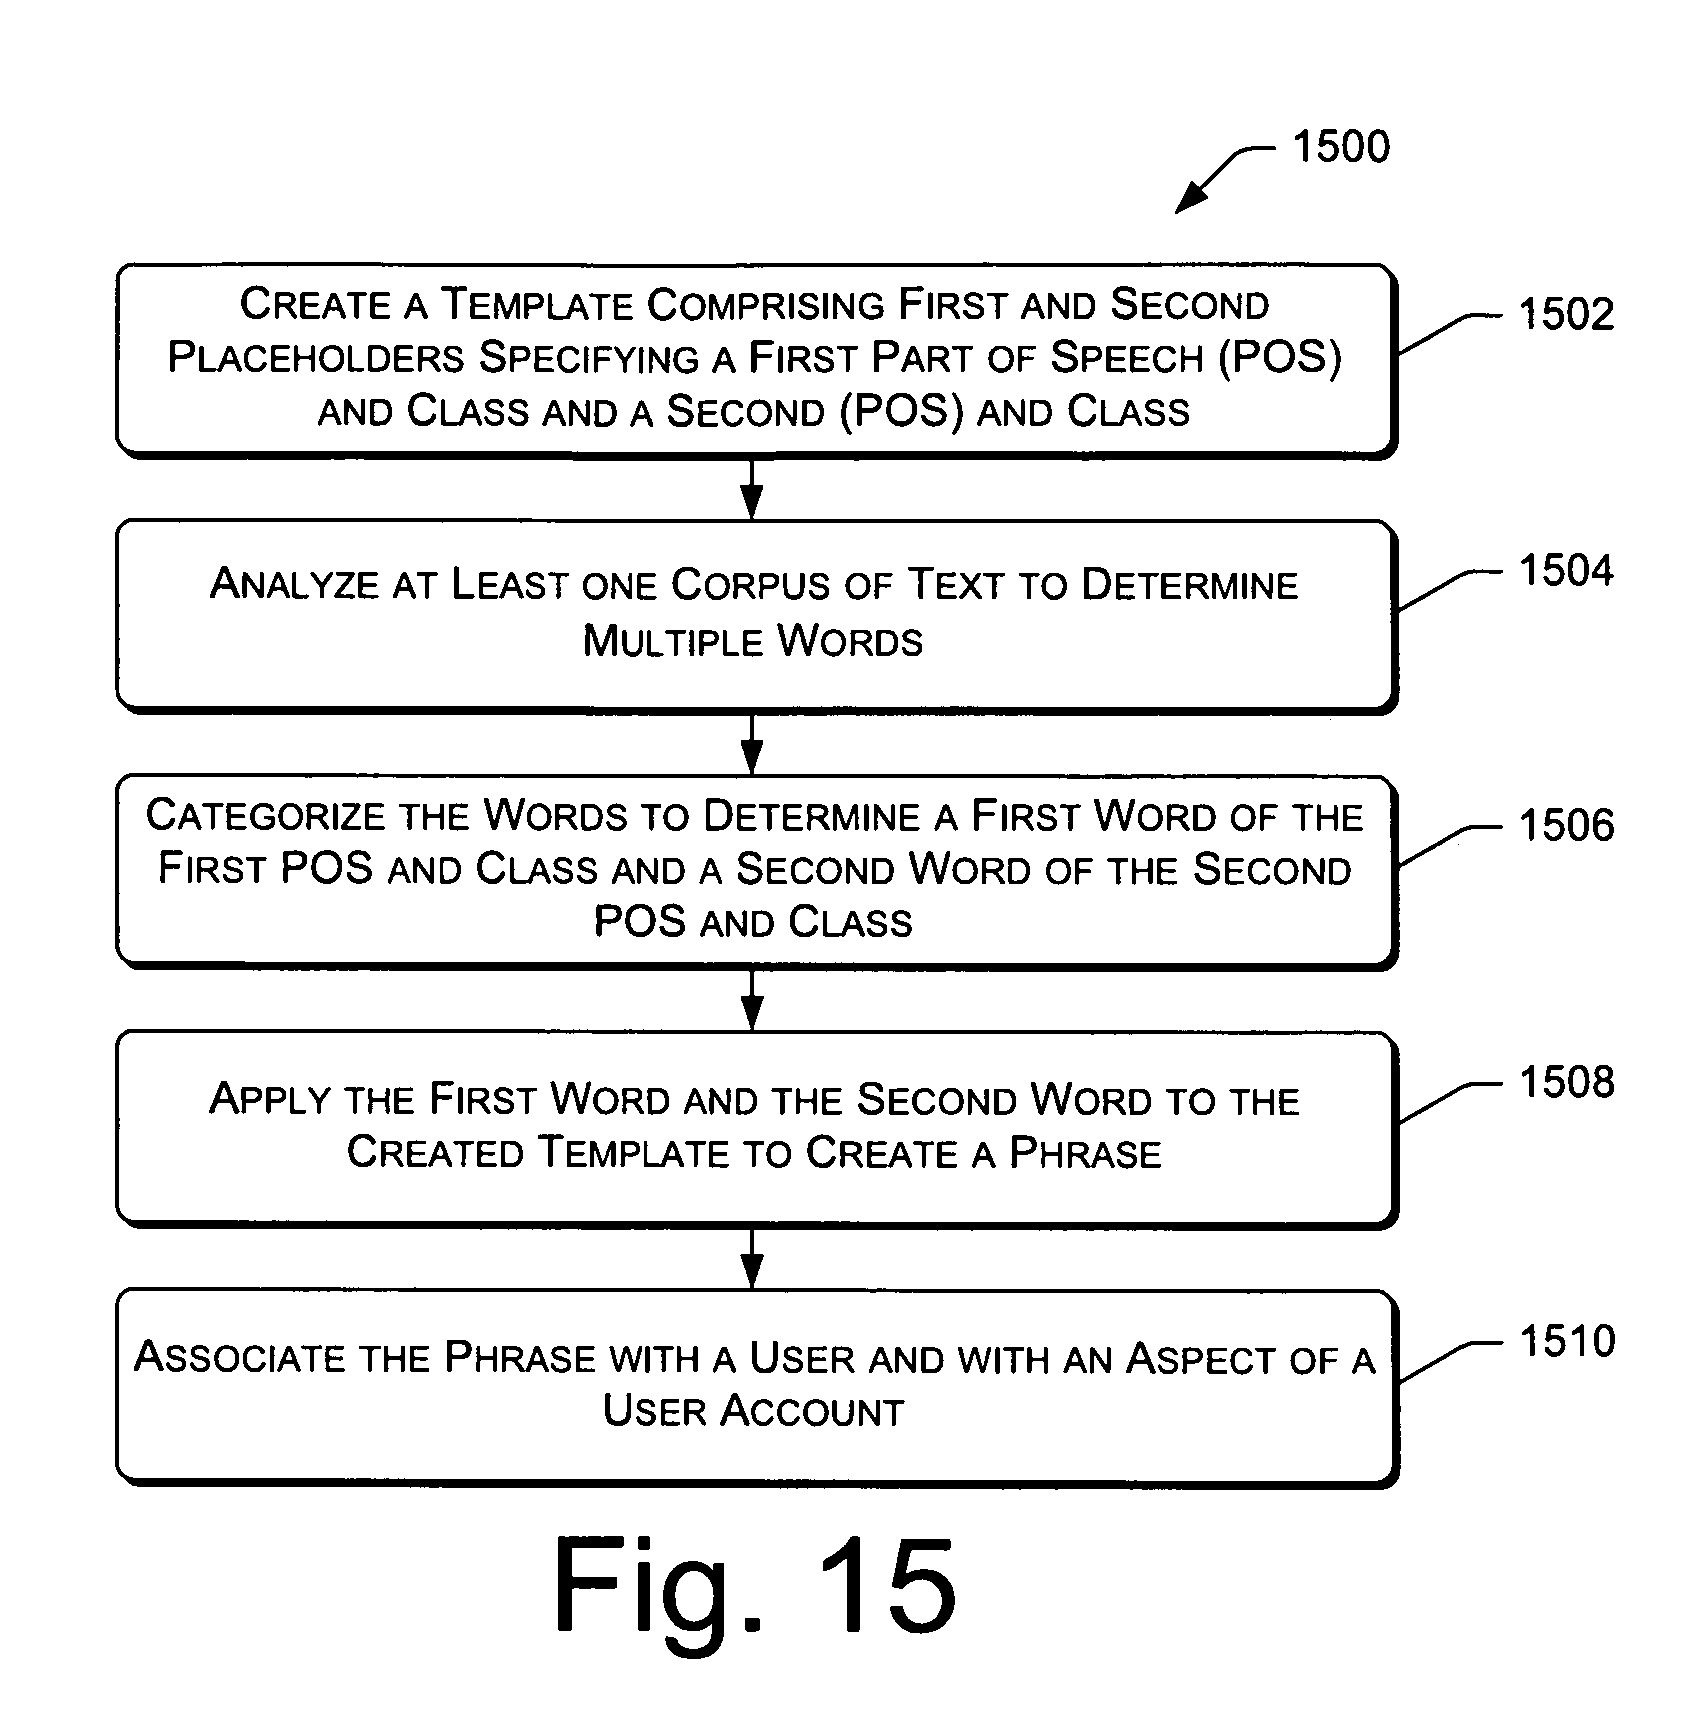 1500
CREATE A TEMPLATE COMPRISING FIRST AND SECOND
PLACEHOLDERS SPECIFYING A FIRST PART OF SPEECH (POS)
AND CLASS AND A SECOND (POS) AND CLASS
1502
ANALYZE AT LEAST ONE CORPUS OF TEXT TO DETERMINE
MULTIPLE WORDS
1504
CATEGORIZE THE WORDS TO DETERMINE A FIRST WORD OF THE
FIRST POS AND CLASS AND A SECOND WORD OF THE SECOND
POS AND CLASS
1506
APPLY THE FIRST WORD AND THE SECOND WORD TO THE
CREATED TEMPLATE TO CREATE A PHRASE
1508
ASSOCIATE THE PHRASE WITH A USER AND WITH AN ASPECT OF A
USER ACCOUNT
1510
Fig. 15